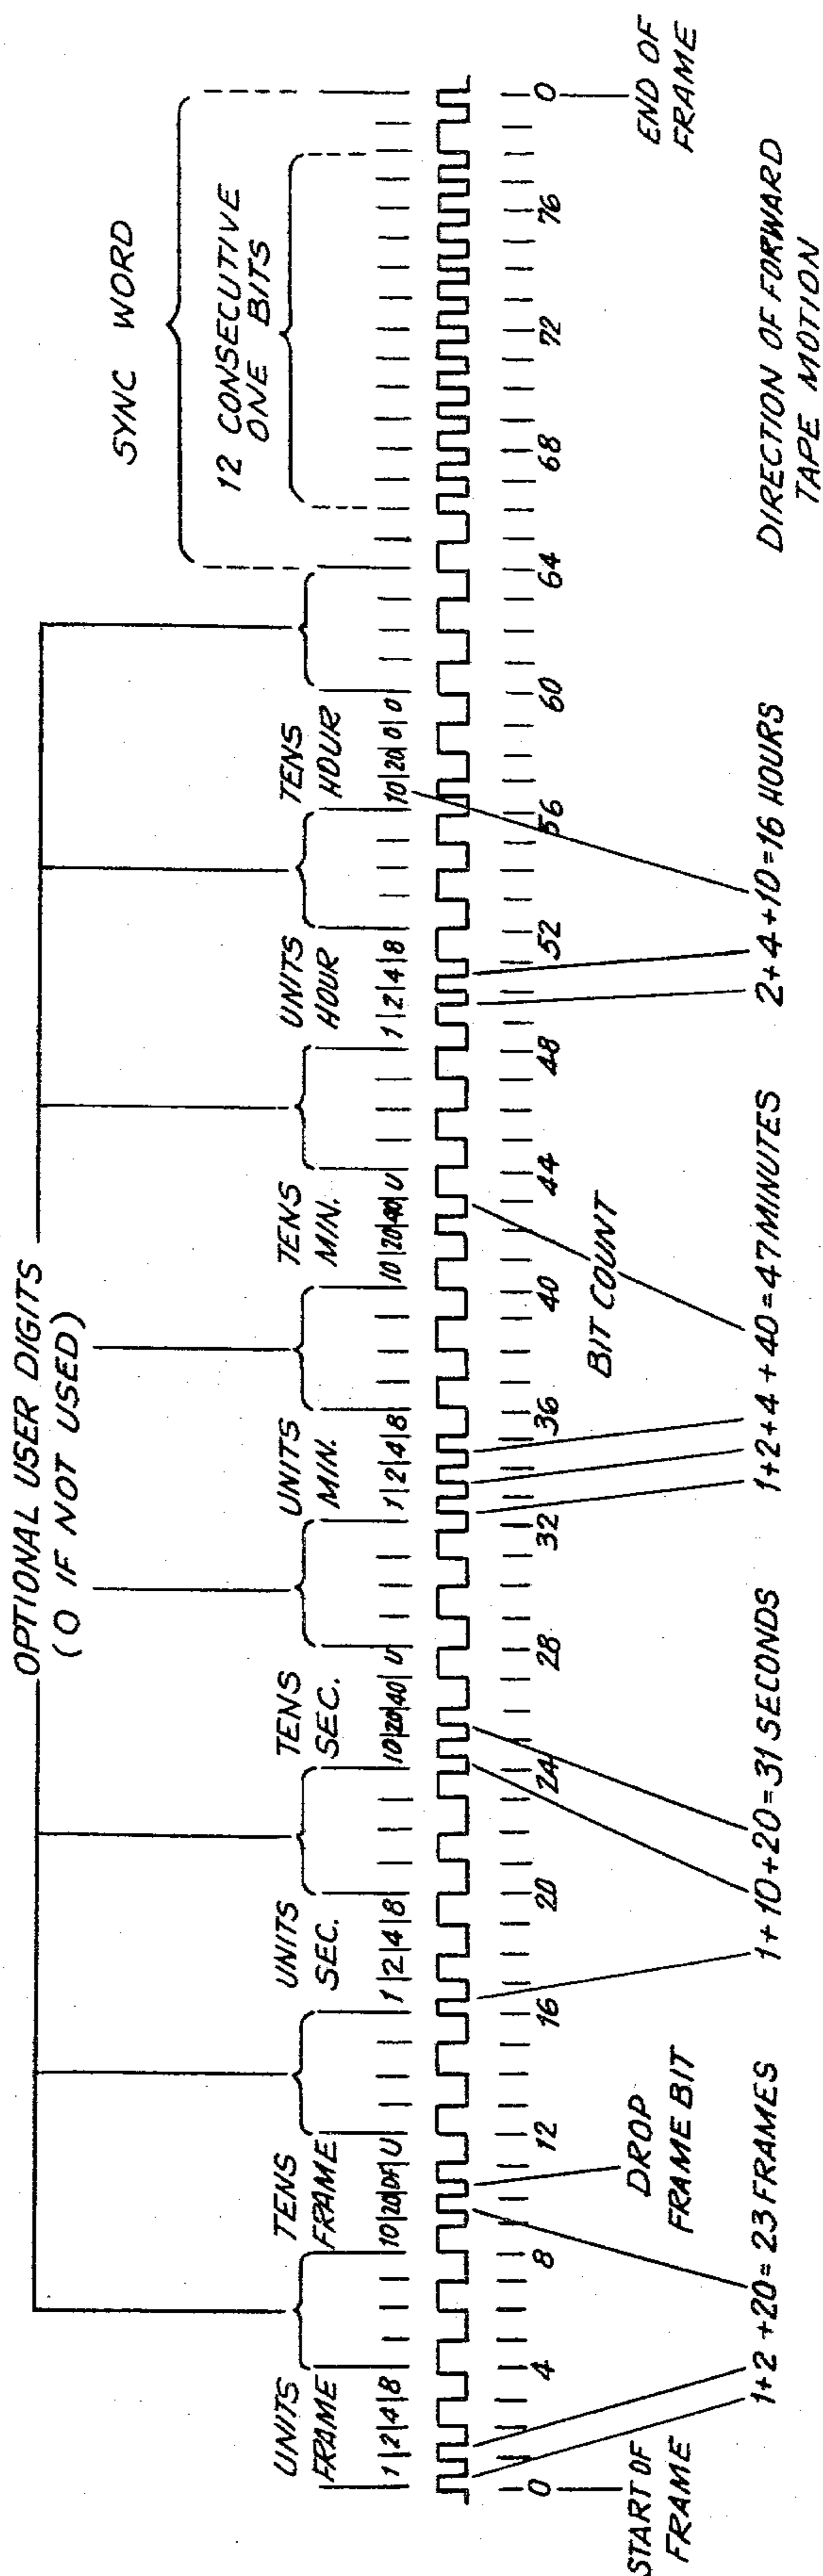 OPTIONAL USER DIGITS
(0 IF NOT USED)
SYNC WORD
12 CONSECUTIVE
ONE BITS
UNITS
FRAME
TENS
FRAME
UNITS
SEC.
TENS
SEC.
UNITS
MIN.
TENS
MIN.
UNITS
HOUR
TENS
HOUR
1|2|4|8
10|20|DF|U
1|2|4|8
10|20|40|U
1|2|4|8
10|20|40|U
1|2|4|8
10|20|0|0
0 4 8 12 16 20 24 28 32 36 40 44 48 52 56 60 64 68 72 76 0
START OF
FRAME
DROP
FRAME BIT
BIT COUNT
END OF
FRAME
1+2+20=23 FRAMES
1+10+20=31 SECONDS
1+2+4+40=47 MINUTES
2+4+10=16 HOURS
DIRECTION OF FORWARD
TAPE MOTION